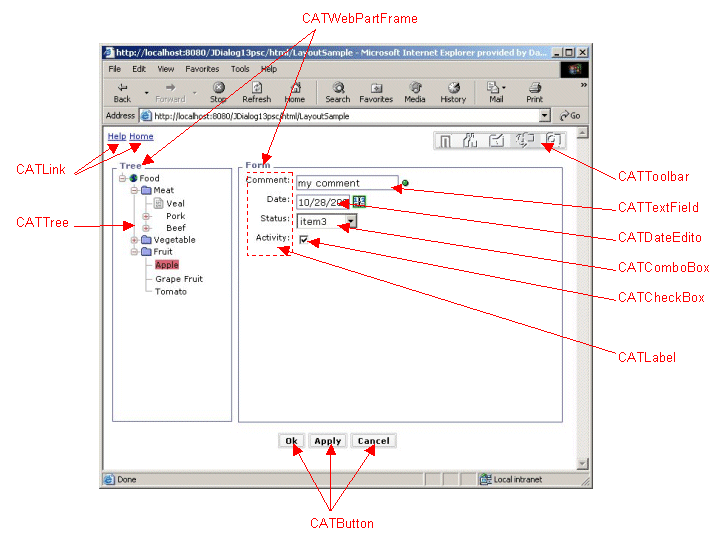 CATWebPartFrame
http://localhost:8080/JDialog13psc/html/LayoutSample - Microsoft Internet Explorer provided by Da...
File Edit View Favorites Tools Help
Back Forward Stop Refresh Home Search Favorites Media History Mail Print
Address http://localhost:8080/JDialog13psc/html/LayoutSample Go
Help Home
CATLink
CATToolbar
Tree Form
Food
Comment: my comment
Meat
CATTextField
Veal
Date: 10/28/20
Pork
Status: item3
CATTree
Beef
CATDateEdito
Vegetable
Activity:
Fruit
Apple
CATComboBox
Grape Fruit
Tomato
CATCheckBox
CATLabel
Ok Apply Cancel
Done Local intranet
CATButton